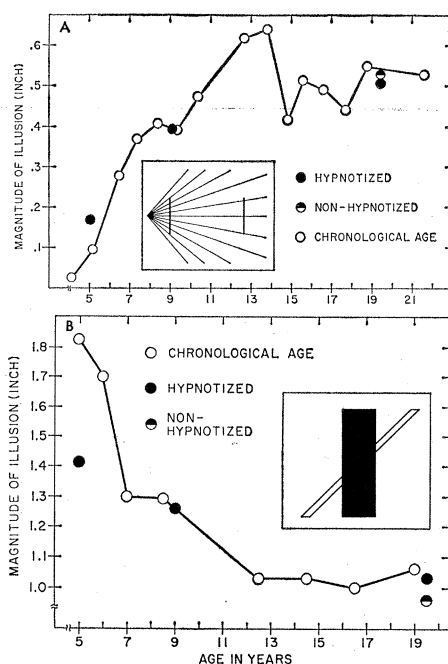 A
MAGNITUDE OF ILLUSION (INCH)
.6
.5
.4
.3
.2
.1
HYPNOTIZED
NON-HYPNOTIZED
CHRONOLOGICAL AGE
5 7 9 11 13 15 17 19 21
B
MAGNITUDE OF ILLUSION (INCH)
1.8
1.7
1.6
1.5
1.4
1.3
1.2
1.1
1.0
CHRONOLOGICAL AGE
HYPNOTIZED
NON-
HYPNOTIZED
5 7 9 11 13 15 17 19
AGE IN YEARS